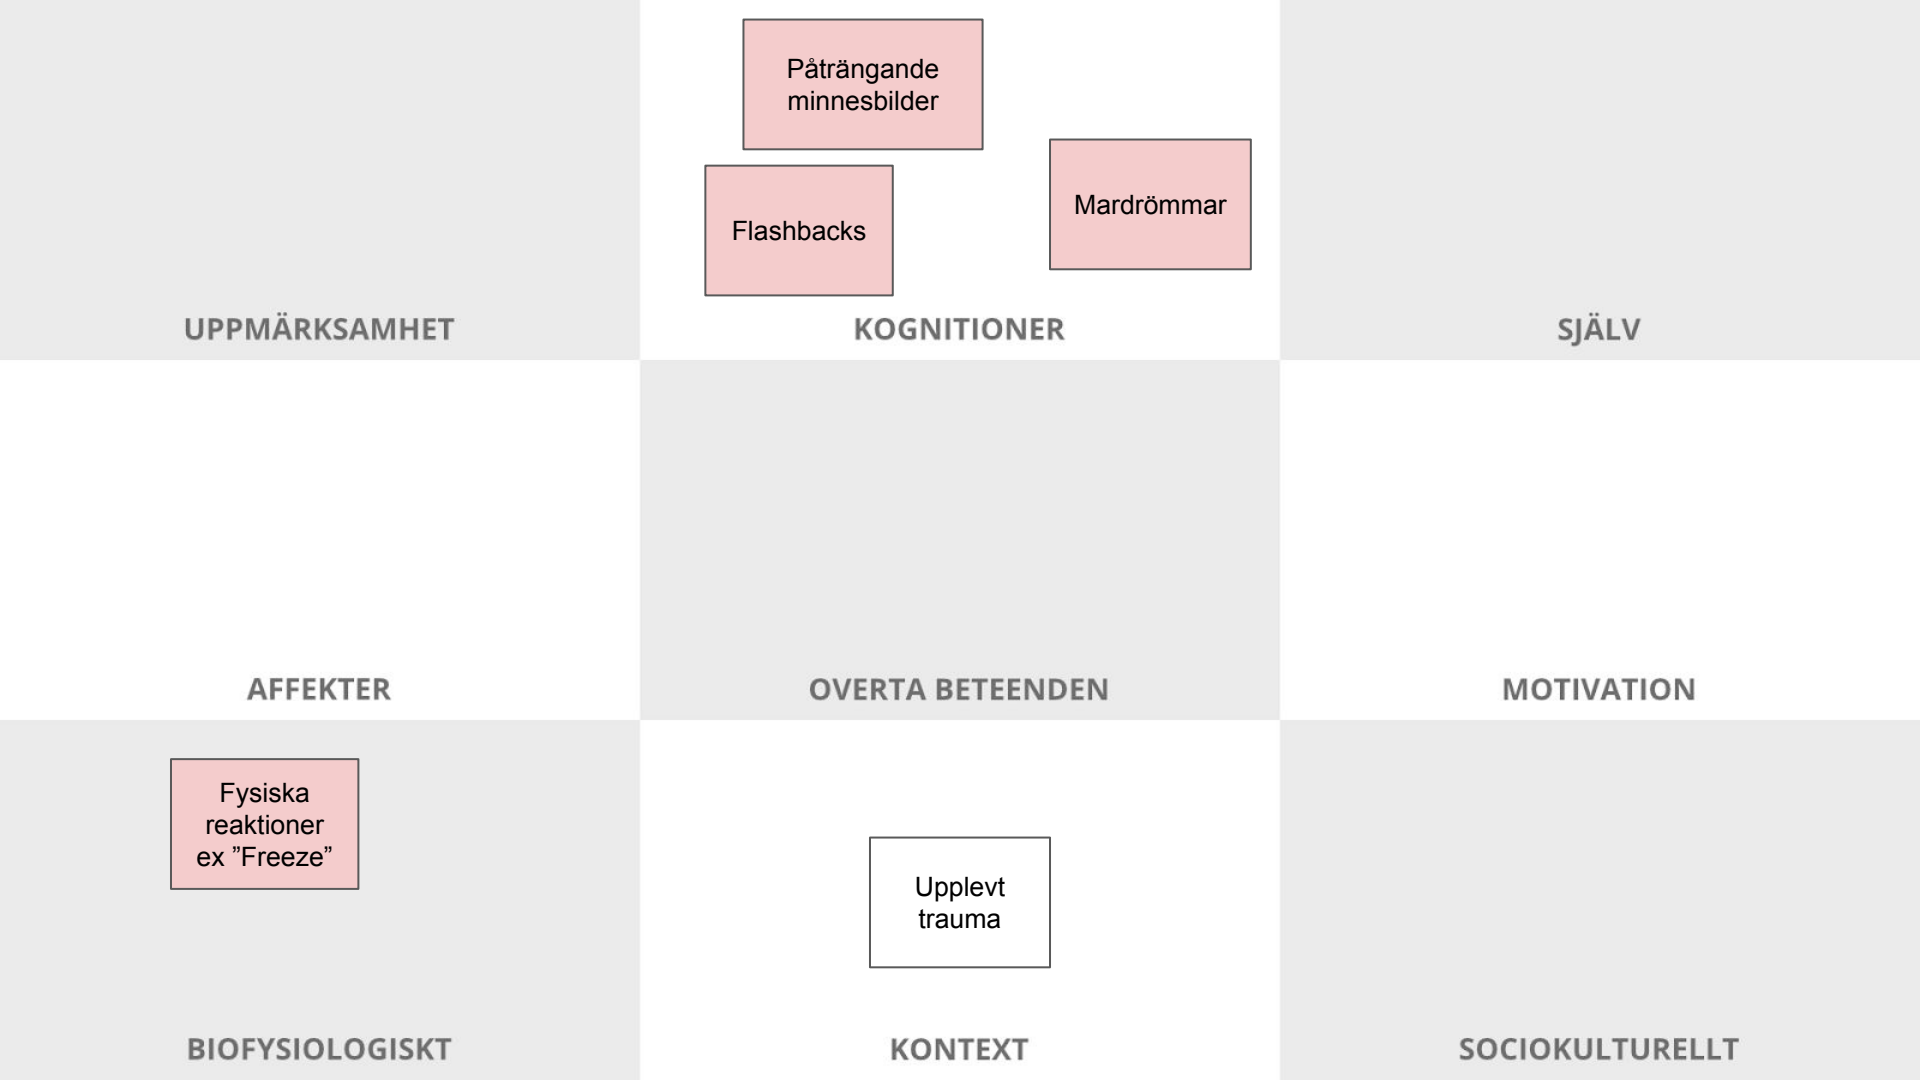 Påträngande
minnesbilder
Mardrömmar
Flashbacks
UPPMÄRKSAMHET
KOGNITIONER
SJÄLV
AFFEKTER
OVERTA BETEENDEN
MOTIVATION
Fysiska
reaktioner
ex ”Freeze”
Upplevt
trauma
BIOFYSIOLOGISKT
KONTEXT
SOCIOKULTURELLT